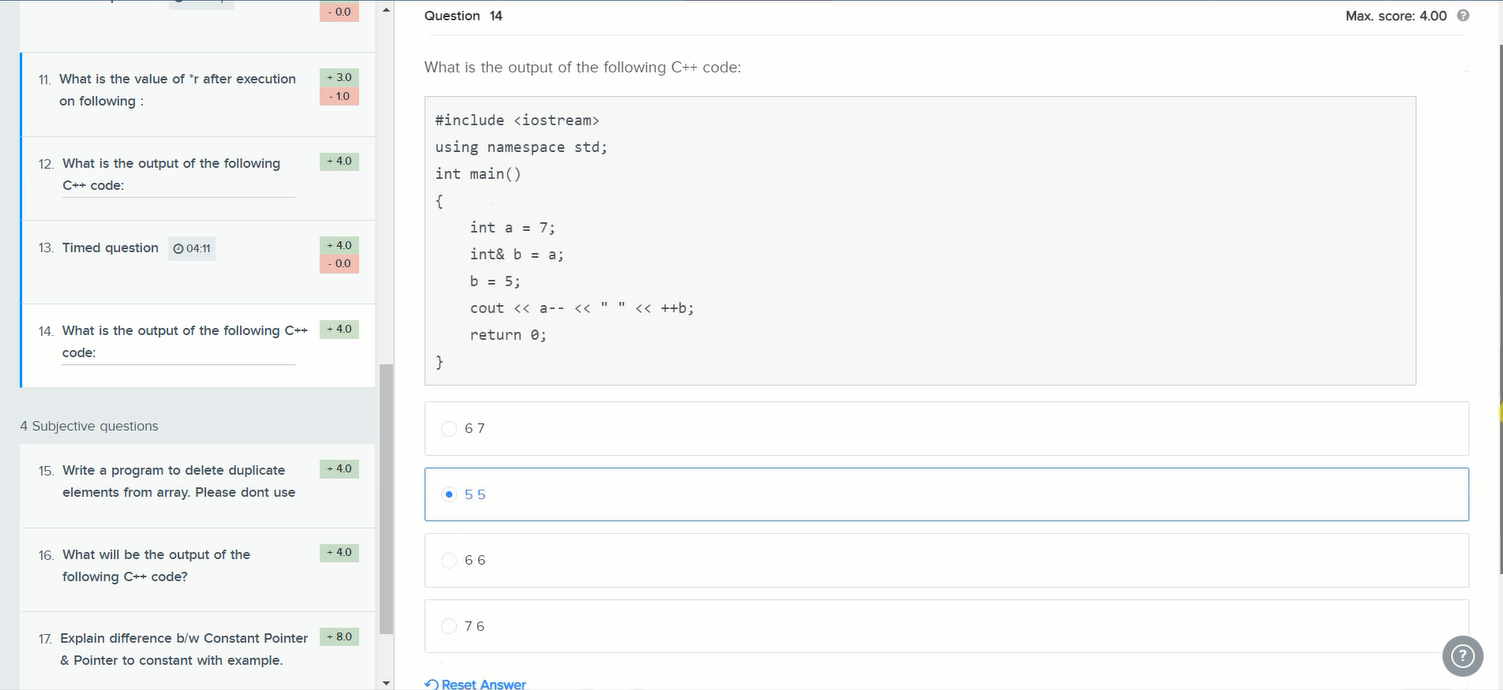 - 0.0
11. What is the value of *r after execution
on following :
+ 3.0
- 1.0
12. What is the output of the following
C++ code:
+ 4.0
13. Timed question 04:11
+ 4.0
- 0.0
14. What is the output of the following C++
code:
+ 4.0
4 Subjective questions
15. Write a program to delete duplicate
elements from array. Please dont use
+ 4.0
16. What will be the output of the
following C++ code?
+ 4.0
17. Explain difference b/w Constant Pointer
& Pointer to constant with example.
+ 8.0
Question 14
Max. score: 4.00 ?
What is the output of the following C++ code:
#include <iostream>
using namespace std;
int main()
{
int a = 7;
int& b = a;
b = 5;
cout << a-- << " " << ++b;
return 0;
}
6 7
5 5
6 6
7 6
Reset Answer
?